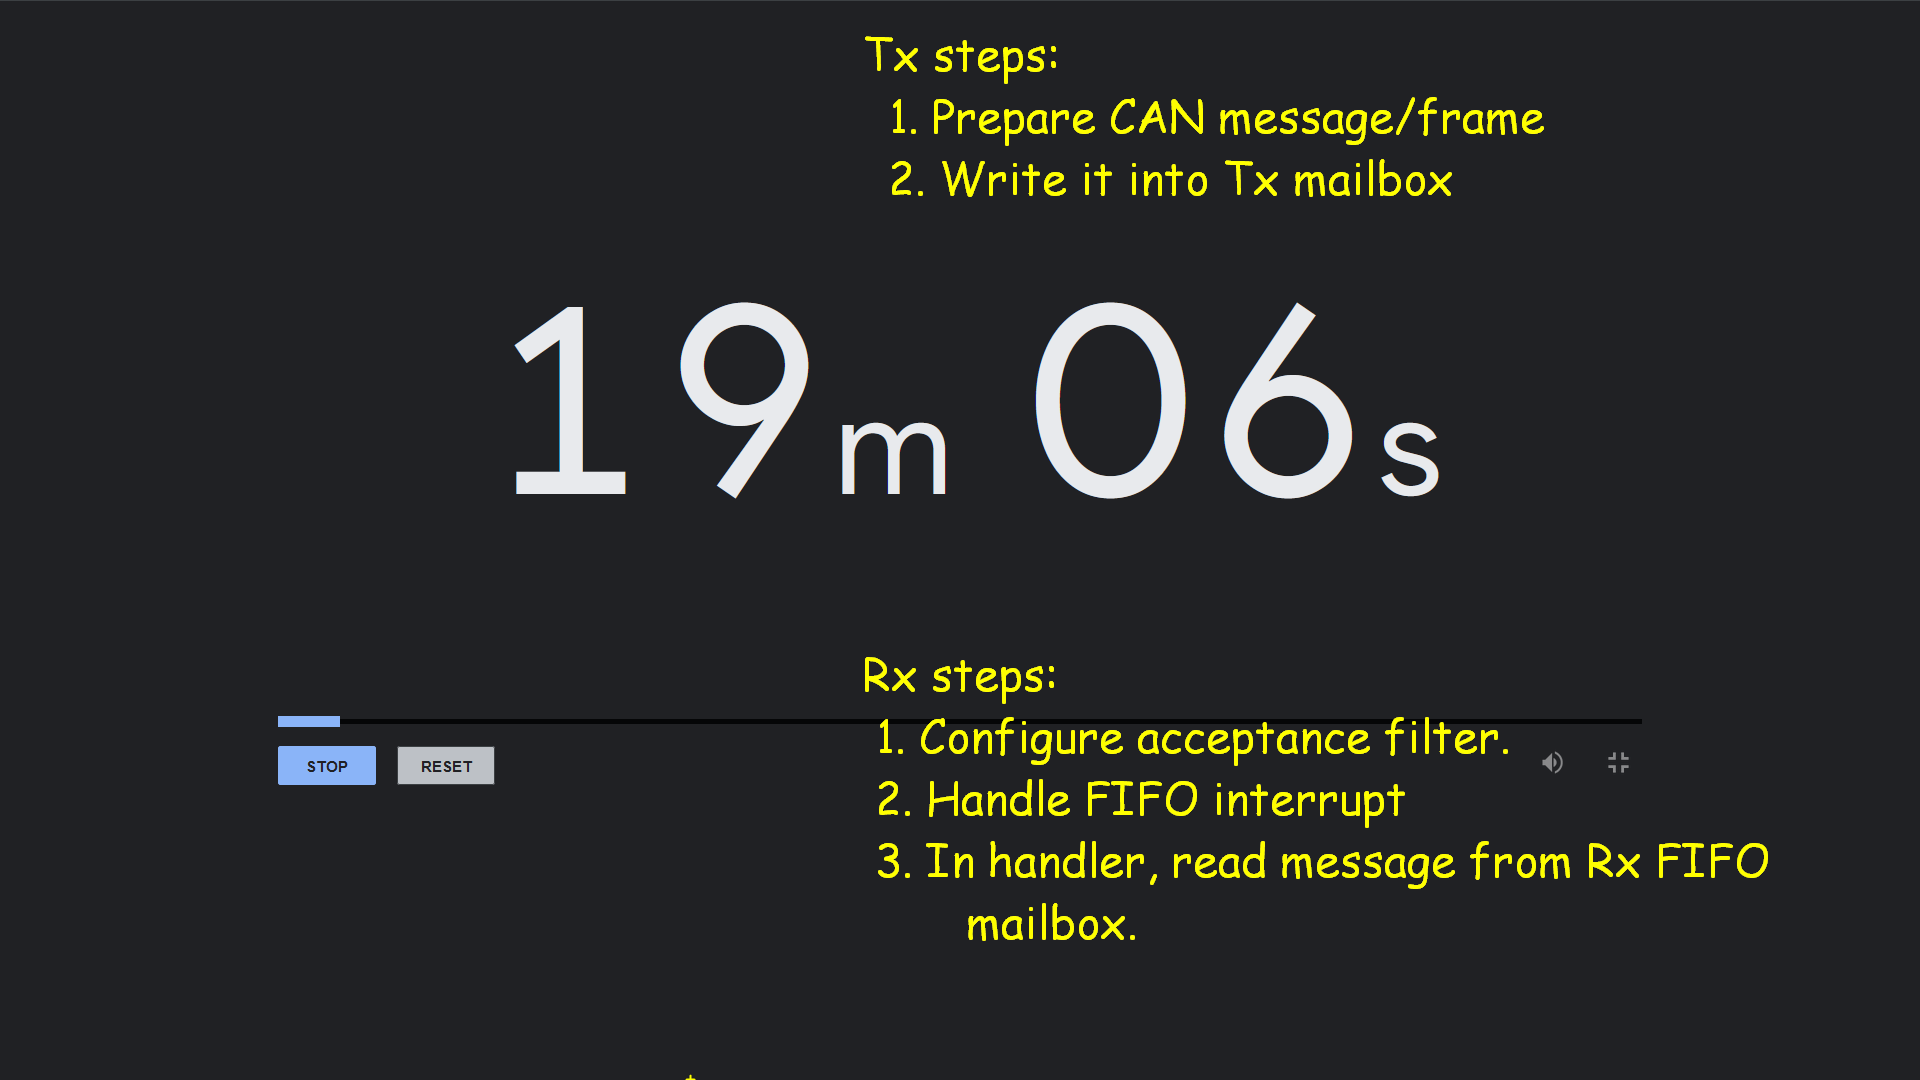 Tx steps:
1. Prepare CAN message/frame
2. Write it into Tx mailbox
19m 06s
Rx steps:
1. Configure acceptance filter.
STOP RESET
2. Handle FIFO interrupt
3. In handler, read message from Rx FIFO
mailbox.